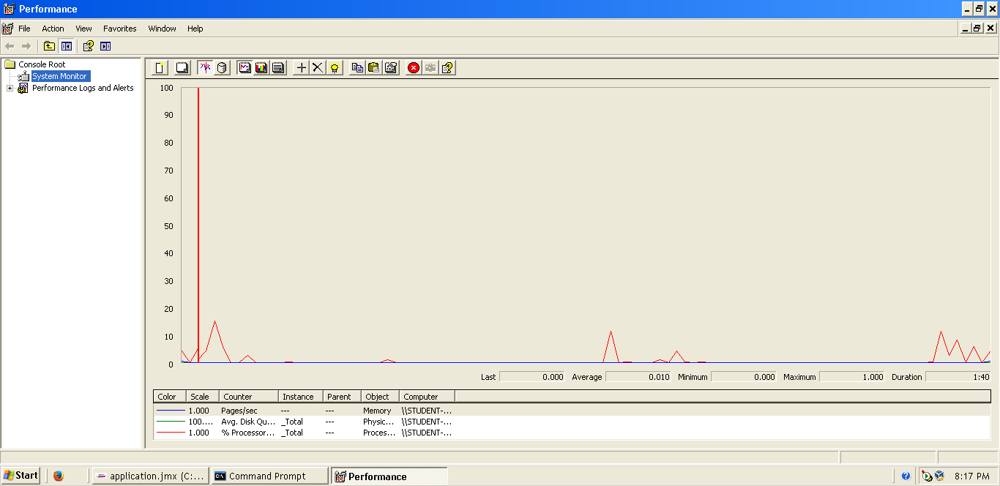 Performance
File Action View Favorites Window Help
Console Root
System Monitor
Performance Logs and Alerts
100
90
80
70
60
50
40
30
20
10
0
Last 0.000 Average 0.010 Minimum 0.000 Maximum 1.000 Duration 1:40
Color Scale Counter Instance Parent Object Computer
1.000 Pages/sec --- --- Memory \\STUDENT-...
100.... Avg. Disk Qu... _Total --- Physic... \\STUDENT-...
1.000 % Processor... _Total --- Proces... \\STUDENT-...
Start application.jmx (C:... Command Prompt Performance 8:17 PM